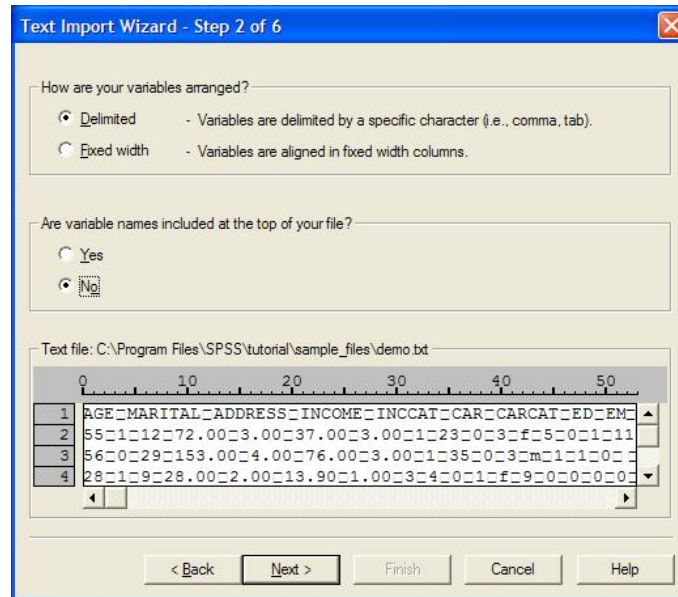 Text Import Wizard - Step 2 of 6
How are your variables arranged?
Delimited - Variables are delimited by a specific character (i.e., comma, tab).
Fixed width - Variables are aligned in fixed width columns.
Are variable names included at the top of your file?
Yes
No
Text file: C:\Program Files\SPSS\tutorial\sample_files\demo.txt
0 10 20 30 40 50
1 AGE□MARITAL□ADDRESS□INCOME□INCCAT□CAR□CARCAT□ED□EM
2 55□1□12□72.00□3.00□37.00□3.00□1□23□0□3□f□5□0□1□11
3 56□0□29□153.00□4.00□76.00□3.00□1□35□0□3□m□1□1□0□
4 28□1□9□28.00□2.00□13.90□1.00□3□4□0□1□f□9□0□0□0□0□
< Back Next > Finish Cancel Help